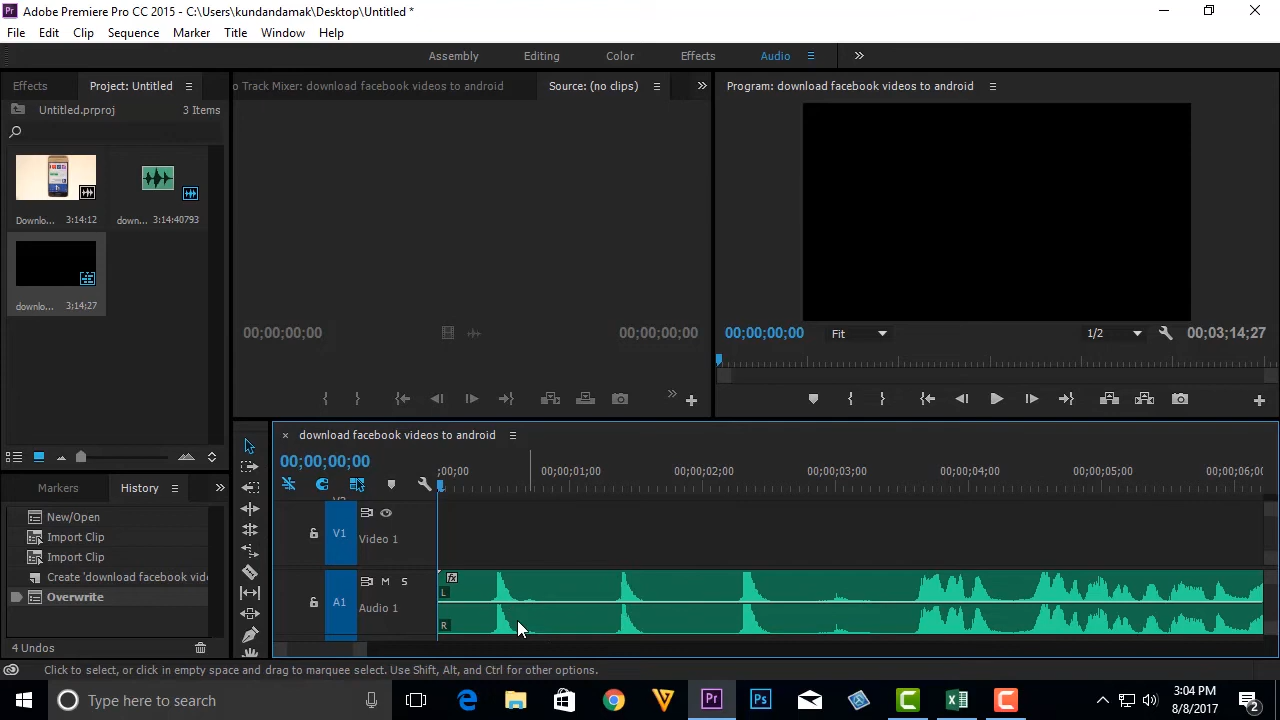 Adobe Premiere Pro CC 2015 - C:\Users\kundandamak\Desktop\Untitled *
File Edit Clip Sequence Marker Title Window Help
Assembly Editing Color Effects Audio
Effects Project: Untitled
Untitled.prproj 3 Items
Downlo... 3:14:12
down... 3:14:40793
downlo... 3:14:27
o Track Mixer: download facebook videos to android Source: (no clips)
00;00;00;00 00;00;00;00
Program: download facebook videos to android
00;00;00;00 Fit 1/2 00;03;14;27
Markers History
New/Open
Import Clip
Import Clip
Create 'download facebook vide
Overwrite
4 Undos
download facebook videos to android
00;00;00;00
;00;00 00;00;01;00 00;00;02;00 00;00;03;00 00;00;04;00 00;00;05;00 00;00;06;0
V1 Video 1
A1 M S Audio 1
fx
L
R
Click to select, or click in empty space and drag to marquee select. Use Shift, Alt, and Ctrl for other options.
Type here to search
Pr Ps
3:04 PM
8/8/2017
2